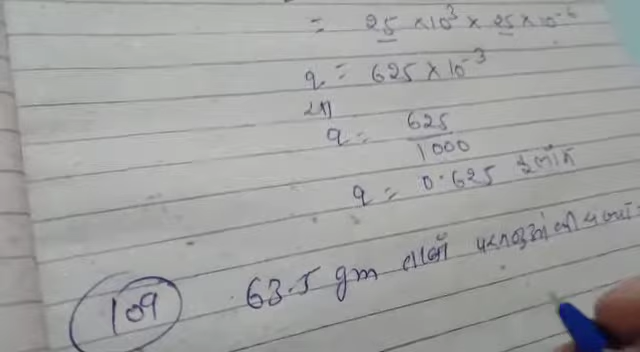 = 25 × 10³ × 25 × 10⁻⁶
q = 625 × 10⁻³
या
q = 625
1000
q = 0.625 कूलॉम
109 63.5 gm